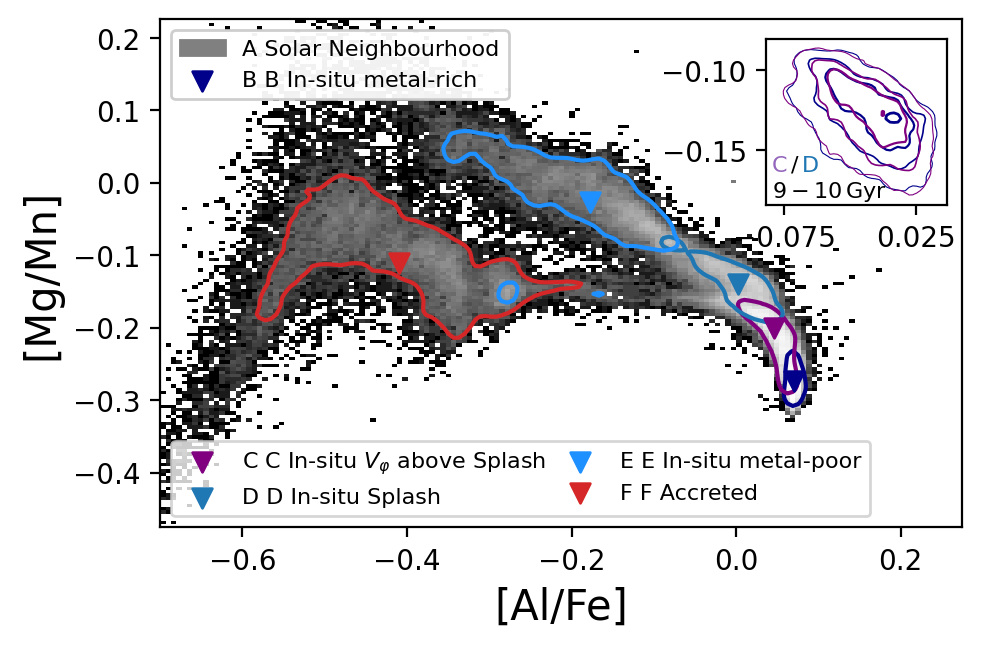 A Solar Neighbourhood
B B In-situ metal-rich
C / D
9 − 10 Gyr
−0.10
−0.15
0.075
0.025
0.2
0.1
0.0
−0.1
−0.2
−0.3
−0.4
[Mg/Mn]
C C In-situ Vφ above Splash
D D In-situ Splash
E E In-situ metal-poor
F F Accreted
−0.6
−0.4
−0.2
0.0
0.2
[Al/Fe]